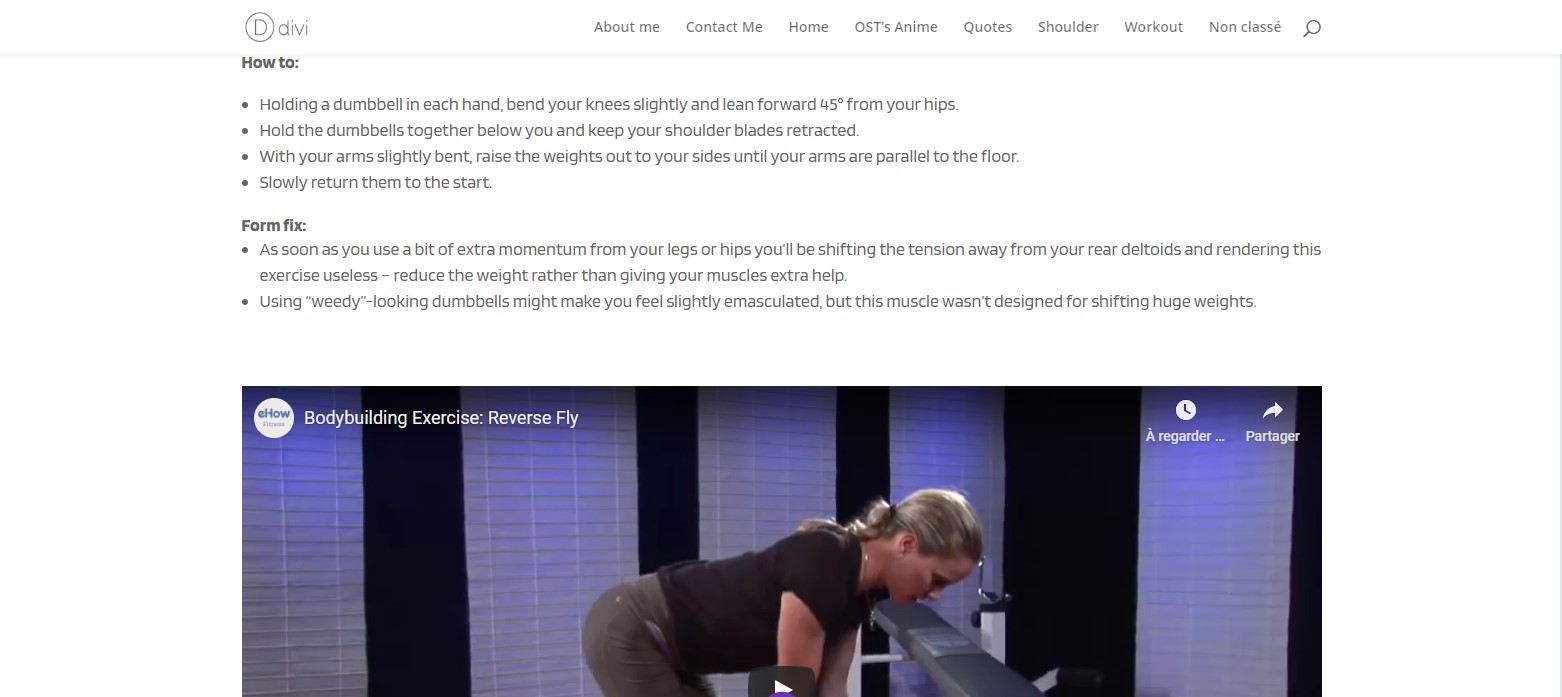 D divi
About me Contact Me Home OST's Anime Quotes Shoulder Workout Non classé
How to:
Holding a dumbbell in each hand, bend your knees slightly and lean forward 45° from your hips.
Hold the dumbbells together below you and keep your shoulder blades retracted.
With your arms slightly bent, raise the weights out to your sides until your arms are parallel to the floor.
Slowly return them to the start.
Form fix:
As soon as you use a bit of extra momentum from your legs or hips you'll be shifting the tension away from your rear deltoids and rendering this
exercise useless – reduce the weight rather than giving your muscles extra help.
Using “weedy”-looking dumbbells might make you feel slightly emasculated, but this muscle wasn't designed for shifting huge weights.
eHow
Fitness
Bodybuilding Exercise: Reverse Fly
À regarder ... Partager